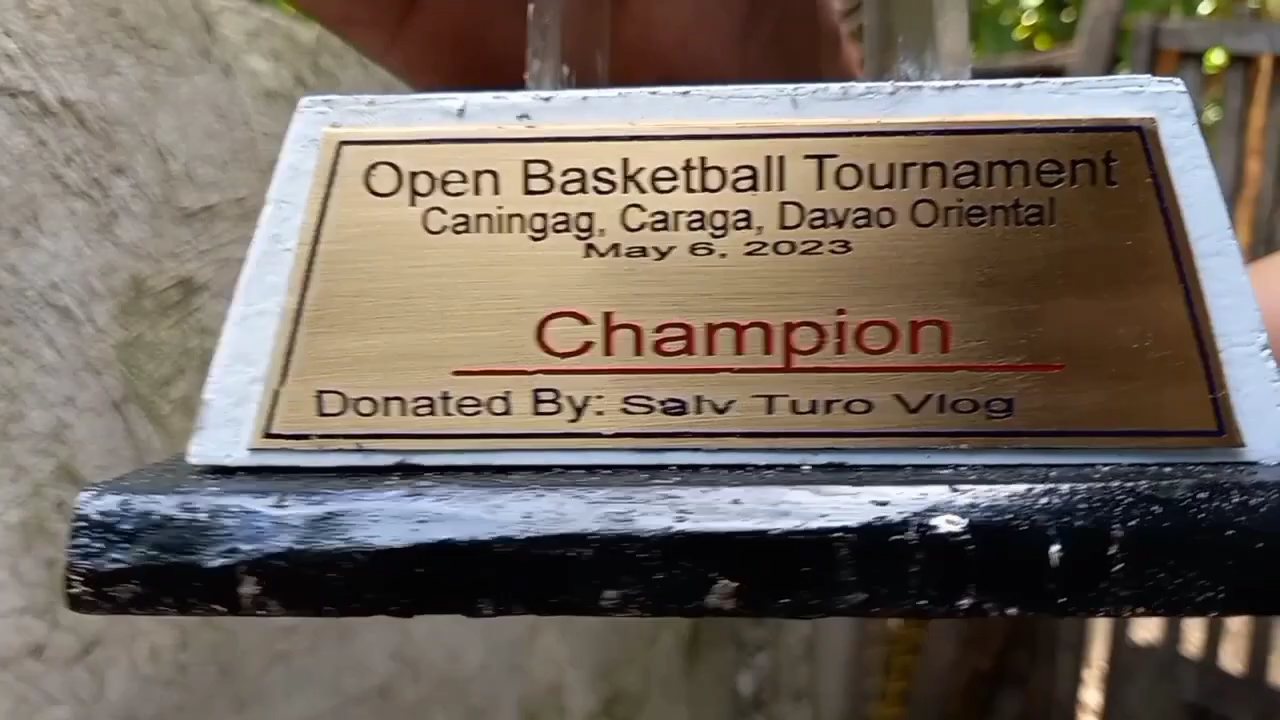 Open Basketball Tournament
Caningag, Caraga, Davao Oriental
May 6, 2023
Champion
Donated By: Salv Turo Vlog